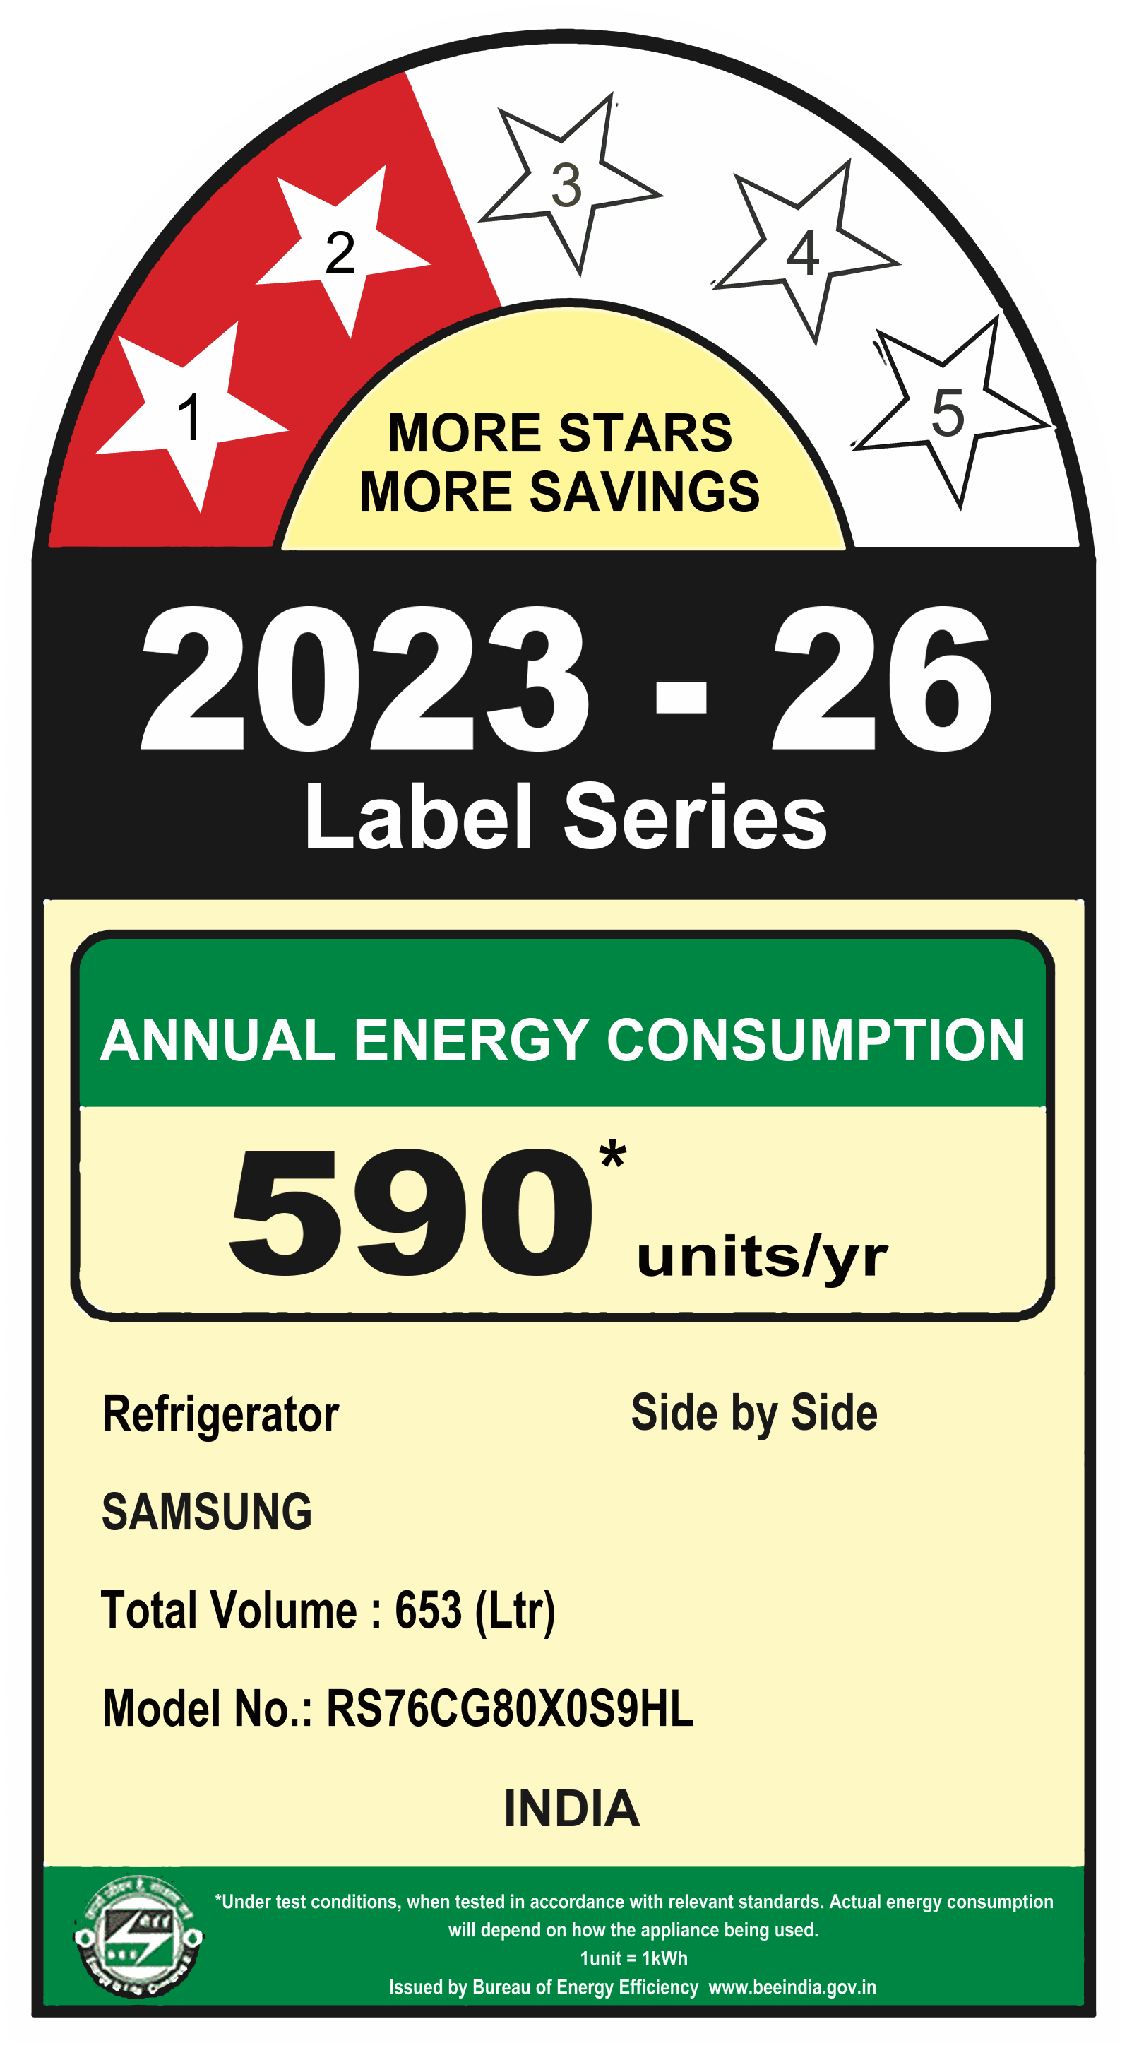 1
2
3
4
5
MORE STARS
MORE SAVINGS
2023 - 26
Label Series
ANNUAL ENERGY CONSUMPTION
590* units/yr
Refrigerator Side by Side
SAMSUNG
Total Volume : 653 (Ltr)
Model No.: RS76CG80X0S9HL
INDIA
*Under test conditions, when tested in accordance with relevant standards. Actual energy consumption
will depend on how the appliance being used.
1unit = 1kWh
Issued by Bureau of Energy Efficiency www.beeindia.gov.in